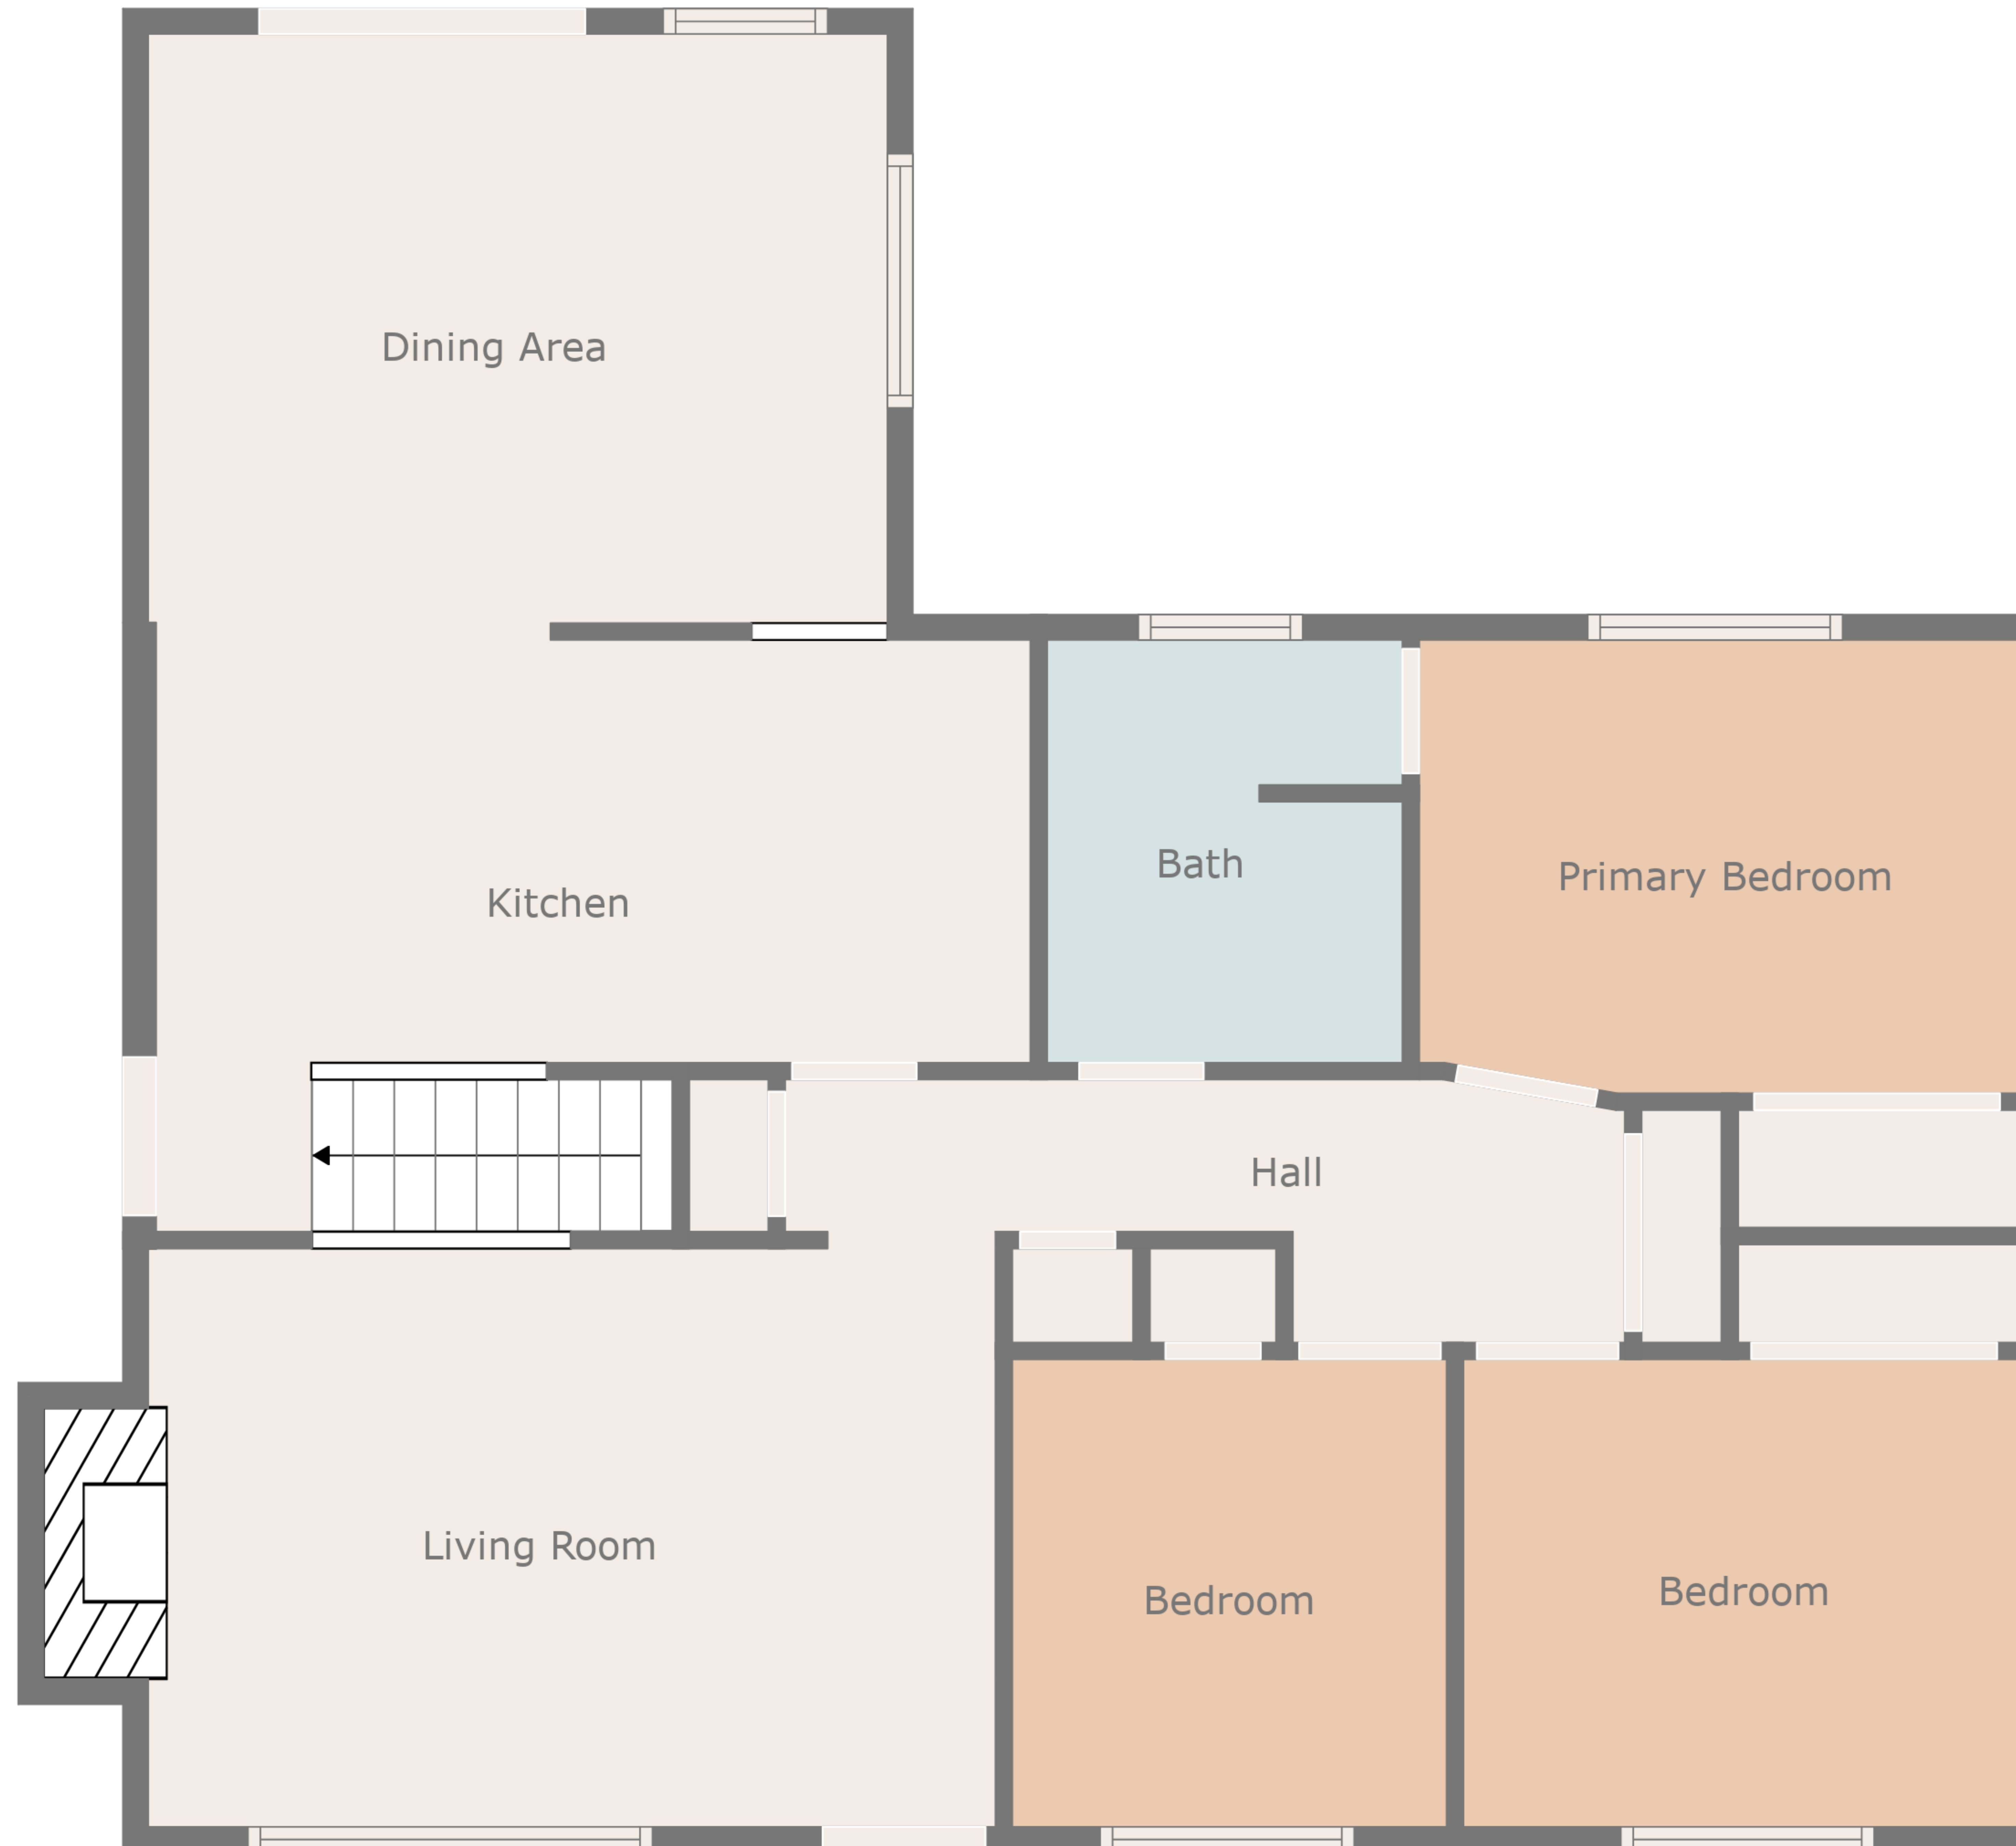 Dining Area
Bath
Primary Bedroom
Kitchen
Hall
Living Room
Bedroom
Bedroom